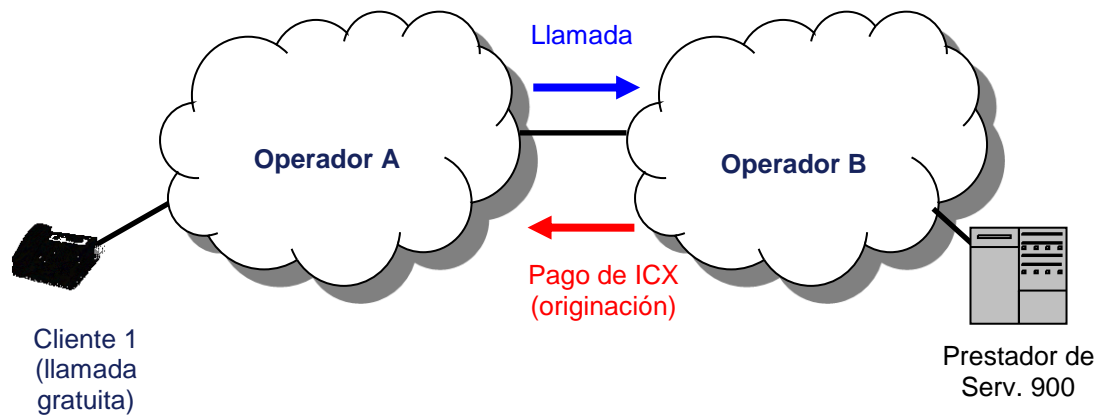 Llamada
Operador A
Operador B
Pago de ICX
(originación)
Cliente 1
(llamada
gratuita)
Prestador de
Serv. 900